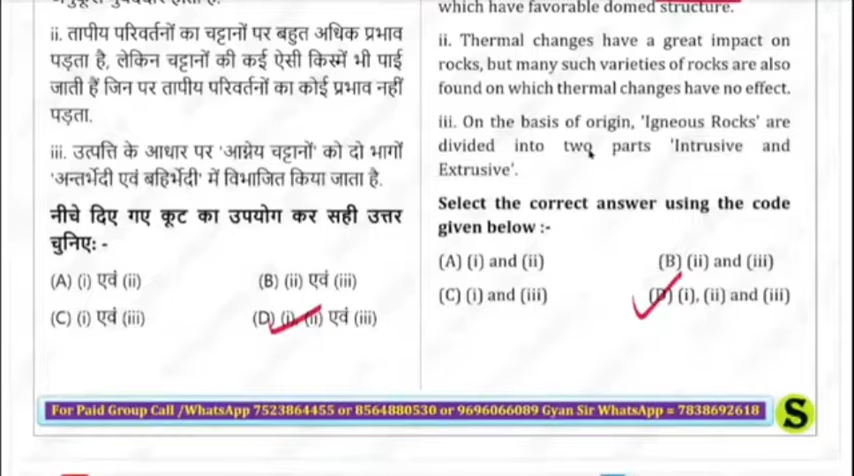 ii. तापीय परिवर्तनों का चट्टानों पर बहुत अधिक प्रभाव
पड़ता है, लेकिन चट्टानों की कई ऐसी किस्में भी पाई
जाती हैं जिन पर तापीय परिवर्तनों का कोई प्रभाव नहीं
पड़ता.
iii. उत्पत्ति के आधार पर 'आग्नेय चट्टानों' को दो भागों
'अन्तर्भेदी एवं बहिर्भेदी' में विभाजित किया जाता है.
नीचे दिए गए कूट का उपयोग कर सही उत्तर
चुनिए: -
(A) (i) एवं (ii)
(B) (ii) एवं (iii)
(C) (i) एवं (iii)
(D) (i), (ii) एवं (iii)
which have favorable domed structure.
ii. Thermal changes have a great impact on
rocks, but many such varieties of rocks are also
found on which thermal changes have no effect.
iii. On the basis of origin, 'Igneous Rocks' are
divided into two parts 'Intrusive and
Extrusive'.
Select the correct answer using the code
given below :-
(A) (i) and (ii)
(B) (ii) and (iii)
(C) (i) and (iii)
(D) (i), (ii) and (iii)
For Paid Group Call /WhatsApp 7523864455 or 8564880530 or 9696066089 Gyan Sir WhatsApp = 7838692618
S